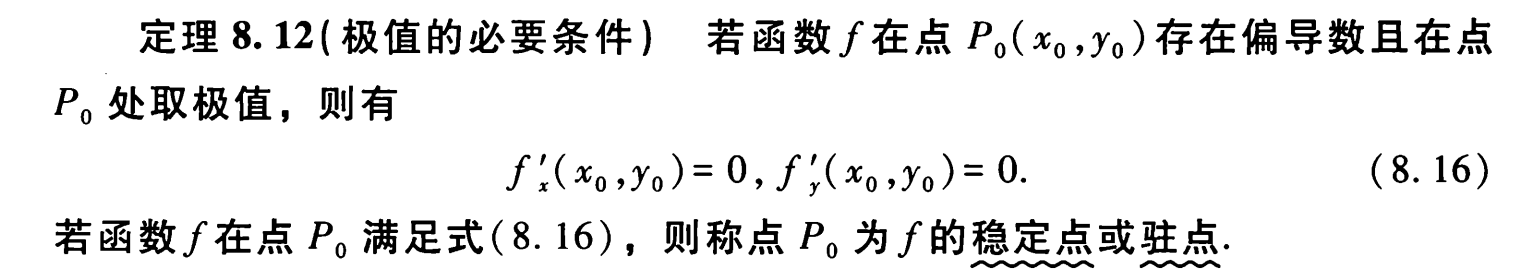 定理 8.12(极值的必要条件) 若函数 f 在点 P₀(x₀,y₀)存在偏导数且在点
P₀ 处取极值，则有
f′ₓ(x₀,y₀)= 0, f′ᵧ(x₀,y₀)= 0. (8.16)
若函数 f 在点 P₀ 满足式(8.16)，则称点 P₀ 为 f 的稳定点或驻点.